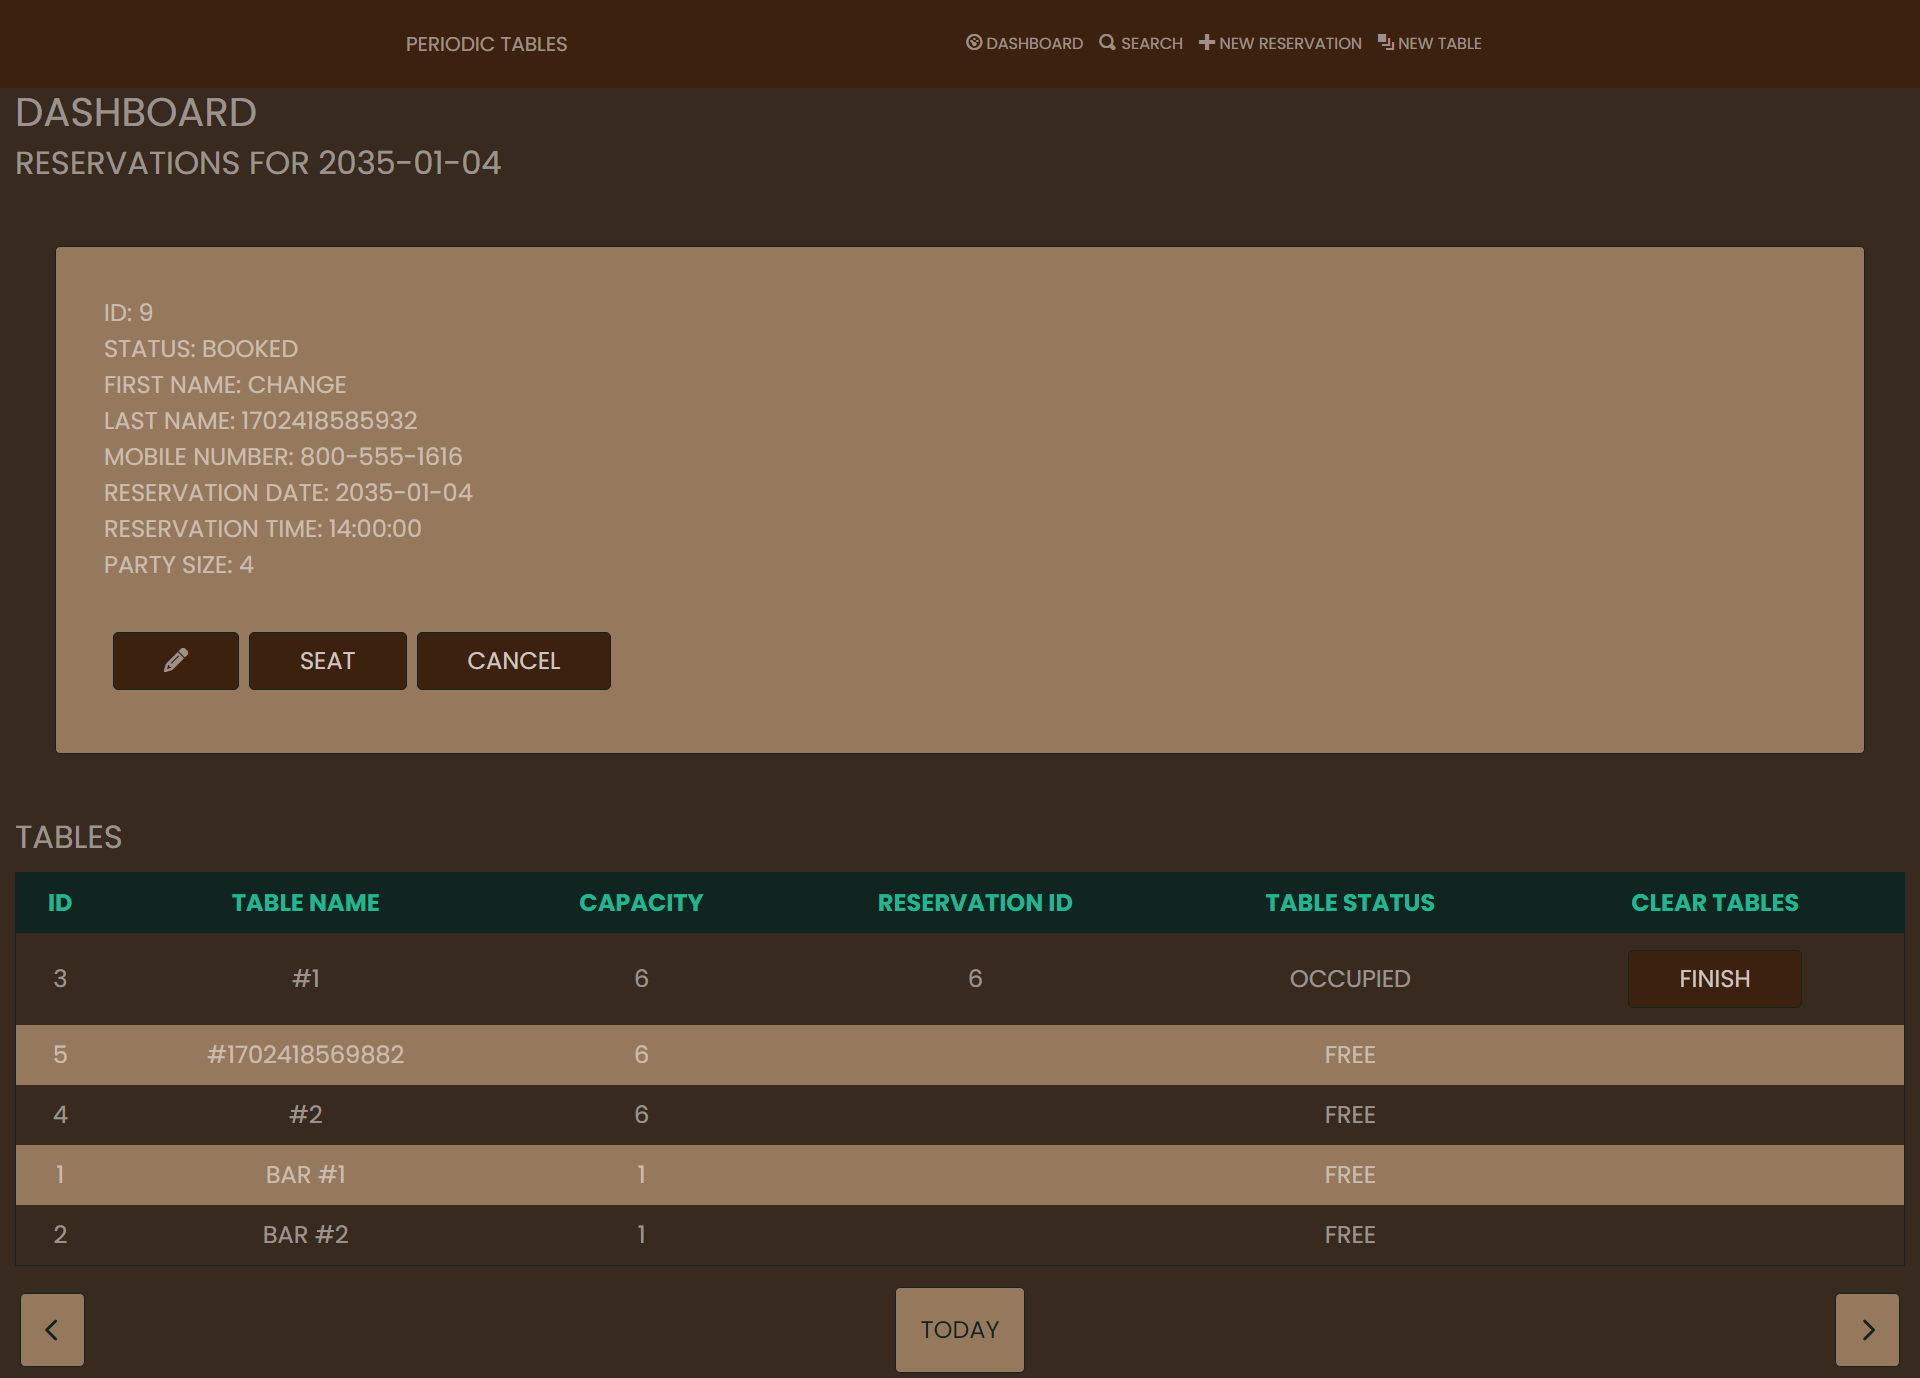 PERIODIC TABLES
DASHBOARD SEARCH NEW RESERVATION NEW TABLE
DASHBOARD
RESERVATIONS FOR 2035-01-04
ID: 9
STATUS: BOOKED
FIRST NAME: CHANGE
LAST NAME: 1702418585932
MOBILE NUMBER: 800-555-1616
RESERVATION DATE: 2035-01-04
RESERVATION TIME: 14:00:00
PARTY SIZE: 4
SEAT CANCEL
TABLES
ID TABLE NAME CAPACITY RESERVATION ID TABLE STATUS CLEAR TABLES
3 #1 6 6 OCCUPIED FINISH
5 #1702418569882 6 FREE
4 #2 6 FREE
1 BAR #1 1 FREE
2 BAR #2 1 FREE
TODAY